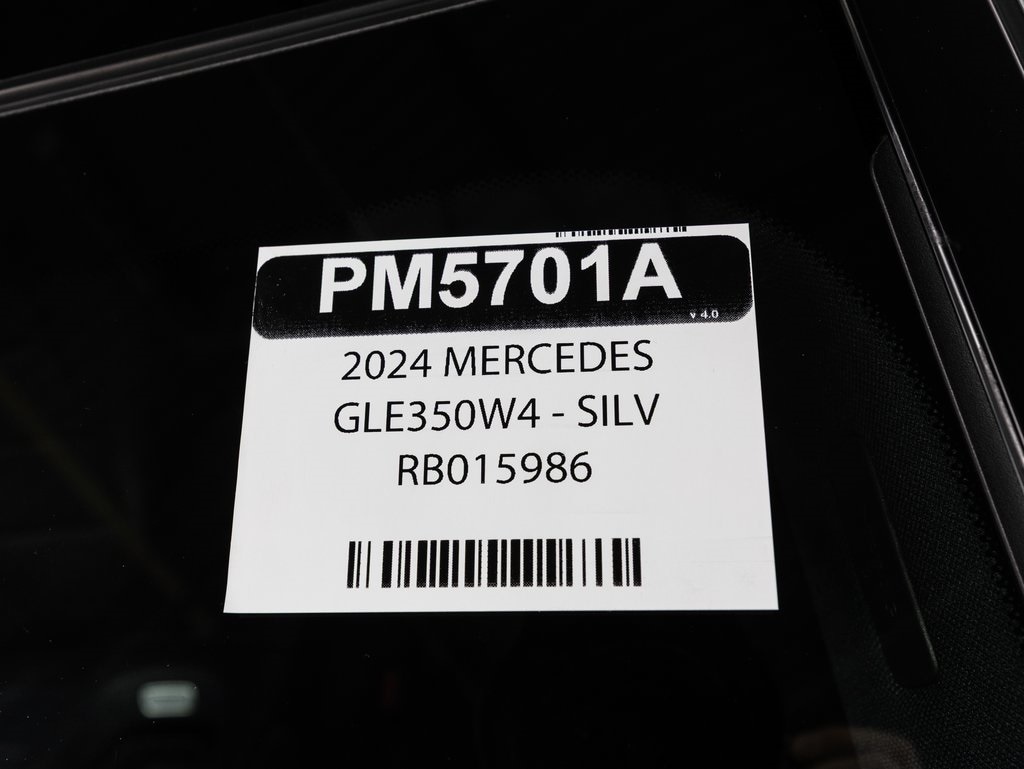 PM5701A
v 4.0
2024 MERCEDES
GLE350W4 - SILV
RB015986